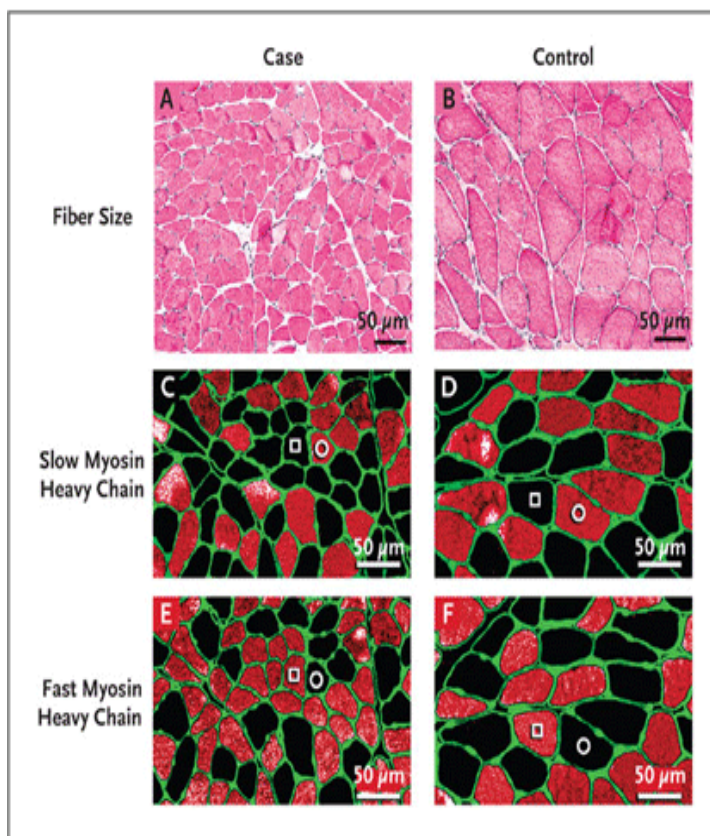 Case
Control
A
B
Fiber Size
50 µm
50 µm
C
D
Slow Myosin
Heavy Chain
50 µm
50 µm
E
F
Fast Myosin
Heavy Chain
50 µm
50 µm